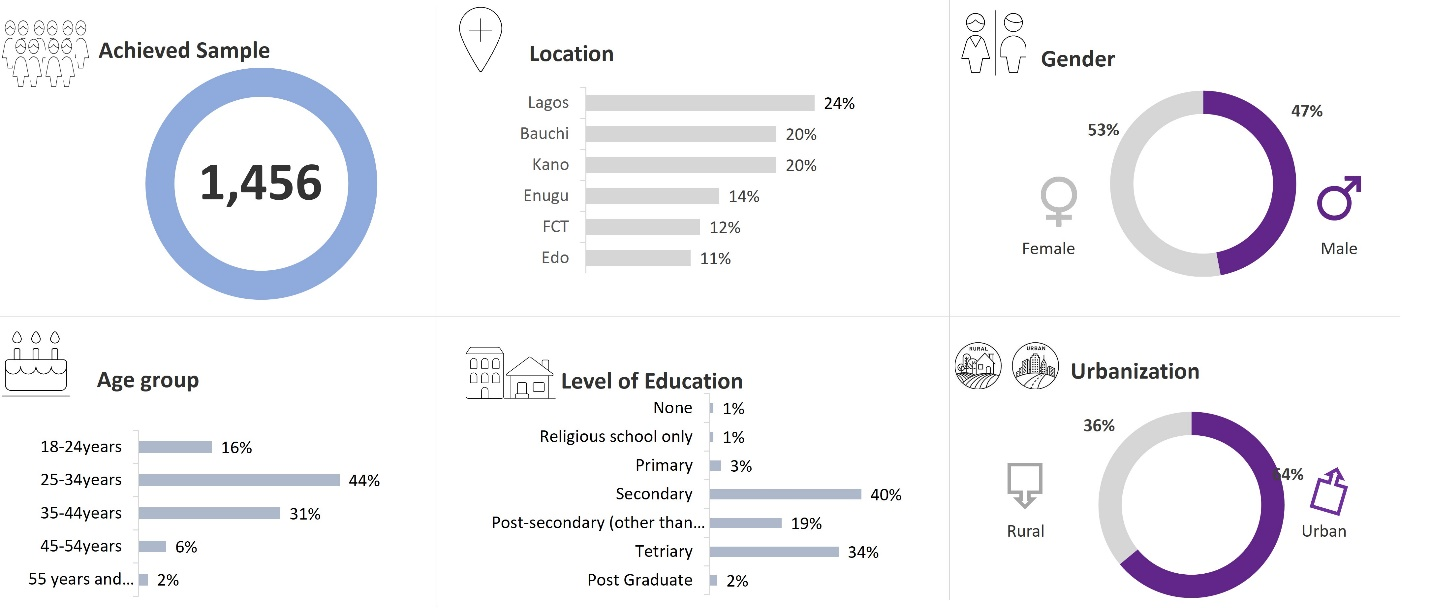 Achieved Sample
1,456
Location
Lagos 24%
Bauchi 20%
Kano 20%
Enugu 14%
FCT 12%
Edo 11%
Gender
53%
47%
Female
Male
Age group
18-24years 16%
25-34years 44%
35-44years 31%
45-54years 6%
55 years and... 2%
Level of Education
None 1%
Religious school only 1%
Primary 3%
Secondary 40%
Post-secondary (other than... 19%
Tetriary 34%
Post Graduate 2%
RURAL
URBAN
Urbanization
36%
64%
Rural
Urban